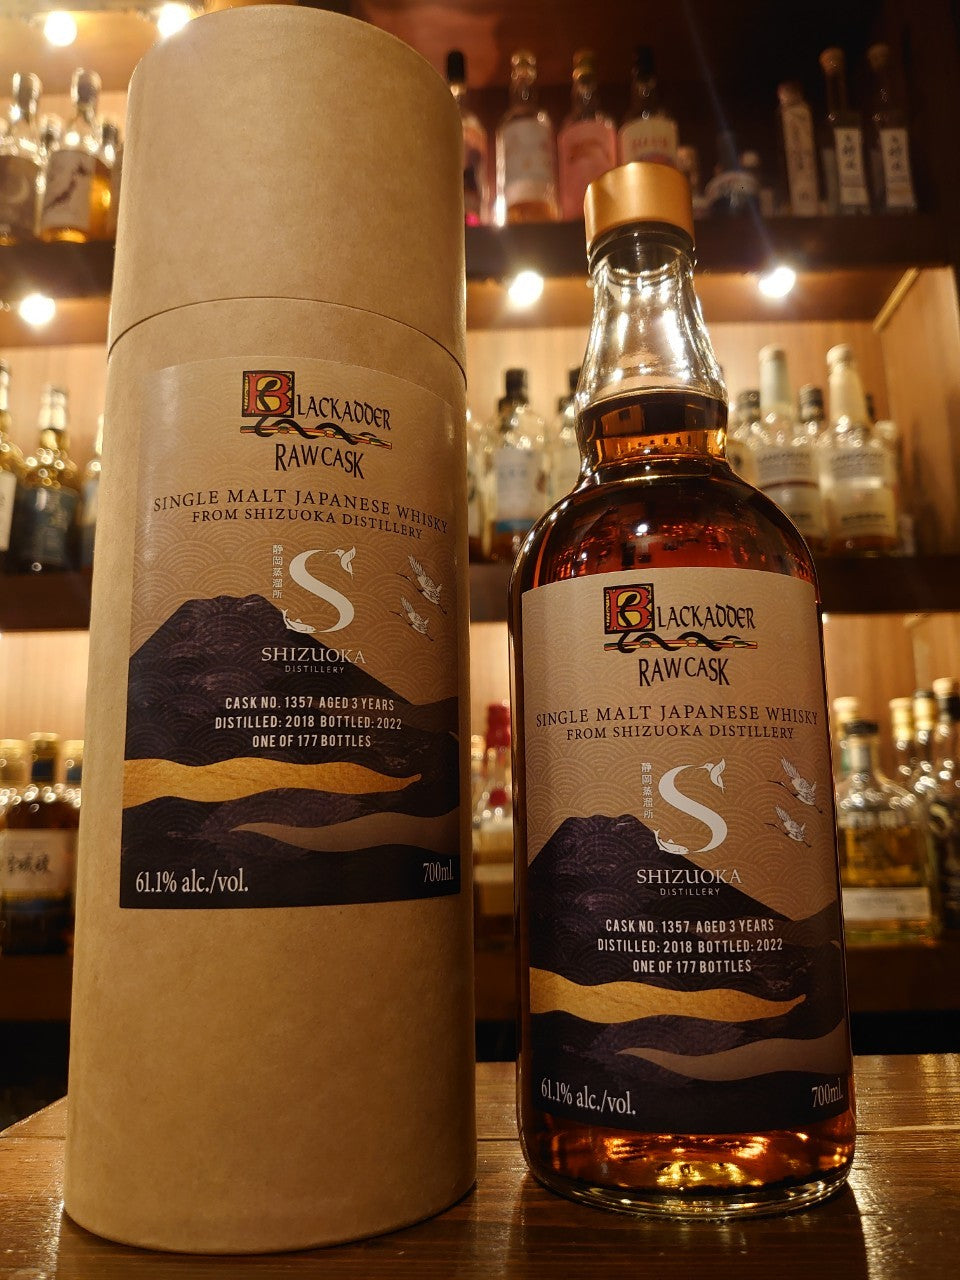 BLACKADDER
RAW CASK
SINGLE MALT JAPANESE WHISKY
FROM SHIZUOKA DISTILLERY
静岡蒸溜所
S
SHIZUOKA
DISTILLERY
CASK NO. 1357 AGED 3 YEARS
DISTILLED: 2018 BOTTLED: 2022
ONE OF 177 BOTTLES
61.1% alc./vol.
700ml.
BLACKADDER
RAW CASK
SINGLE MALT JAPANESE WHISKY
FROM SHIZUOKA DISTILLERY
静岡蒸溜所
S
SHIZUOKA
DISTILLERY
CASK NO. 1357 AGED 3 YEARS
DISTILLED: 2018 BOTTLED: 2022
ONE OF 177 BOTTLES
61.1% alc./vol.
700ml.